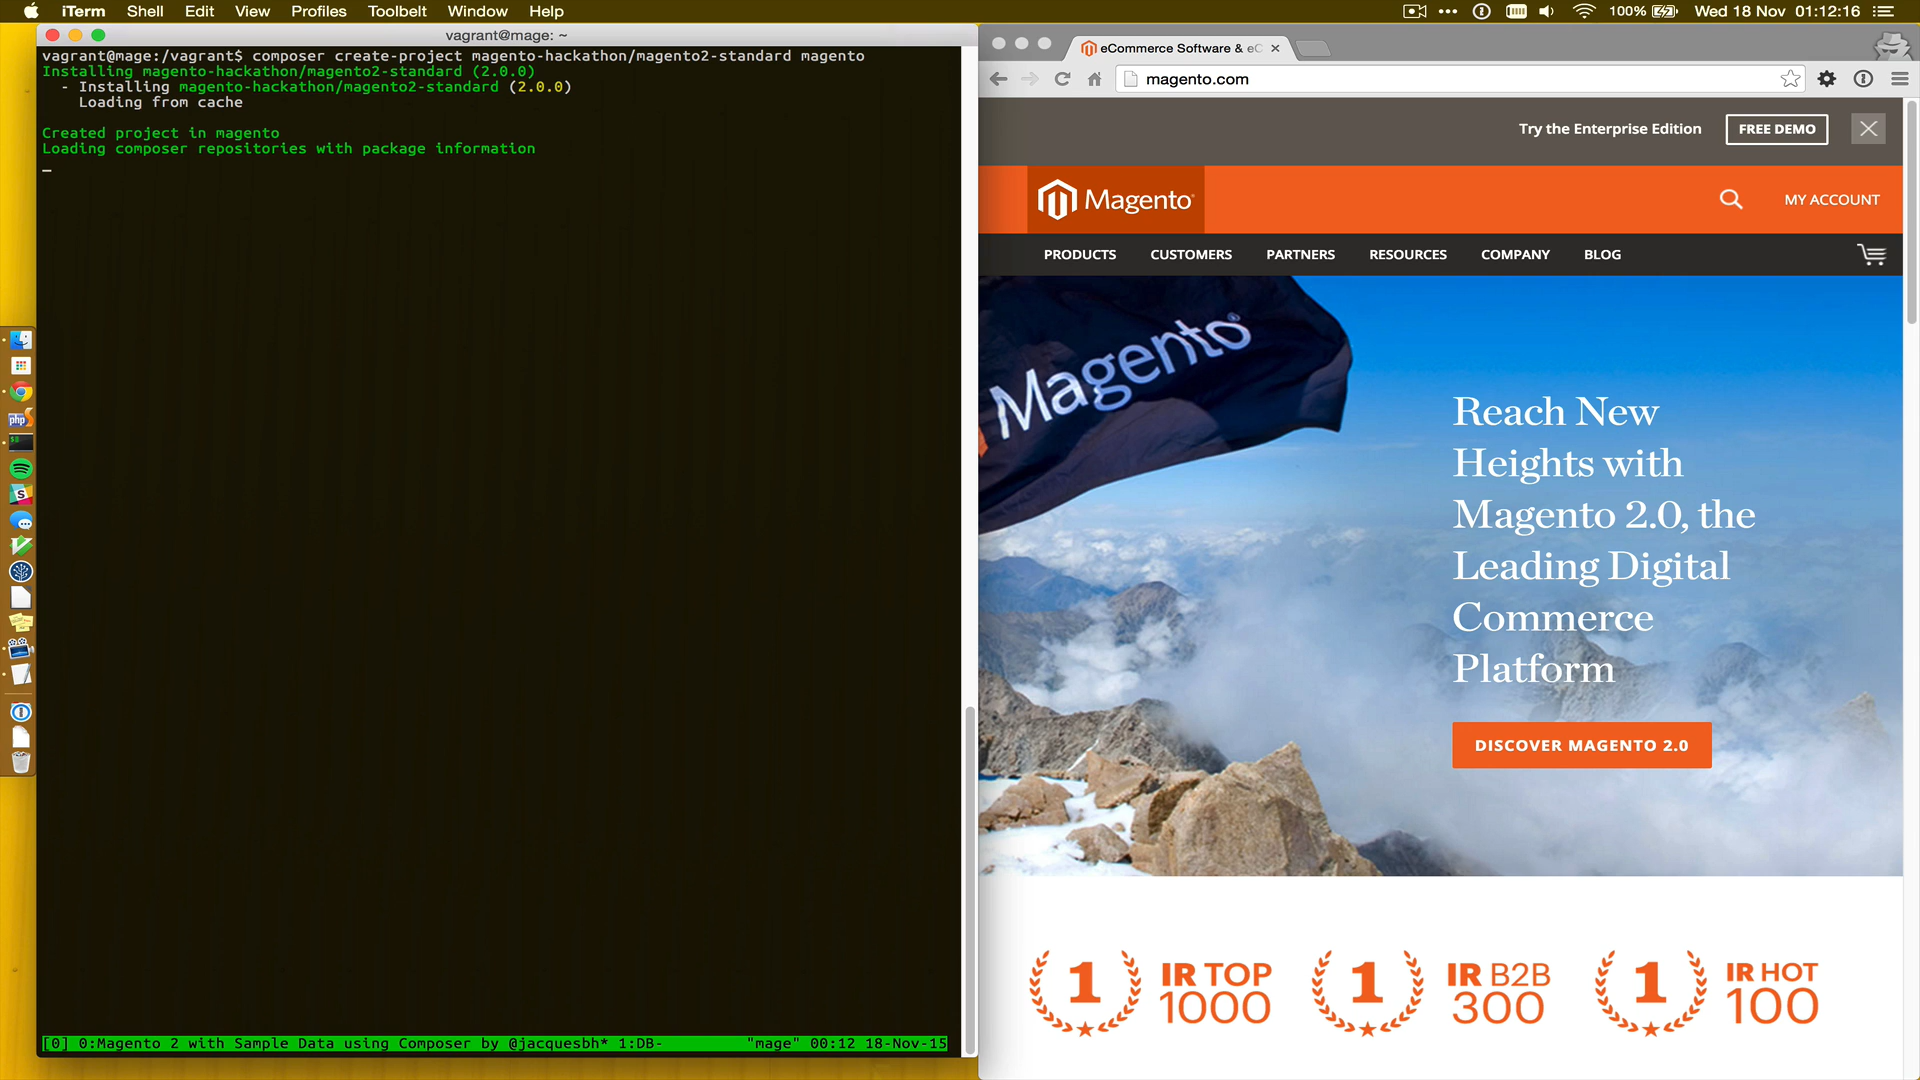 iTerm Shell Edit View Profiles Toolbelt Window Help 100% Wed 18 Nov 01:12:16
vagrant@mage: ~
vagrant@mage:/vagrant$ composer create-project magento-hackathon/magento2-standard magento
Installing magento-hackathon/magento2-standard (2.0.0)
- Installing magento-hackathon/magento2-standard (2.0.0)
Loading from cache
Created project in magento
Loading composer repositories with package information
[0] 0:Magento 2 with Sample Data using Composer by @jacquesbh* 1:DB- "mage" 00:12 18-Nov-15
eCommerce Software & eC
magento.com
Try the Enterprise Edition FREE DEMO
Magento
MY ACCOUNT
PRODUCTS CUSTOMERS PARTNERS RESOURCES COMPANY BLOG
Magento
Reach New
Heights with
Magento 2.0, the
Leading Digital
Commerce
Platform
DISCOVER MAGENTO 2.0
1 IR TOP 1000
1 IR B2B 300
1 IR HOT 100
php